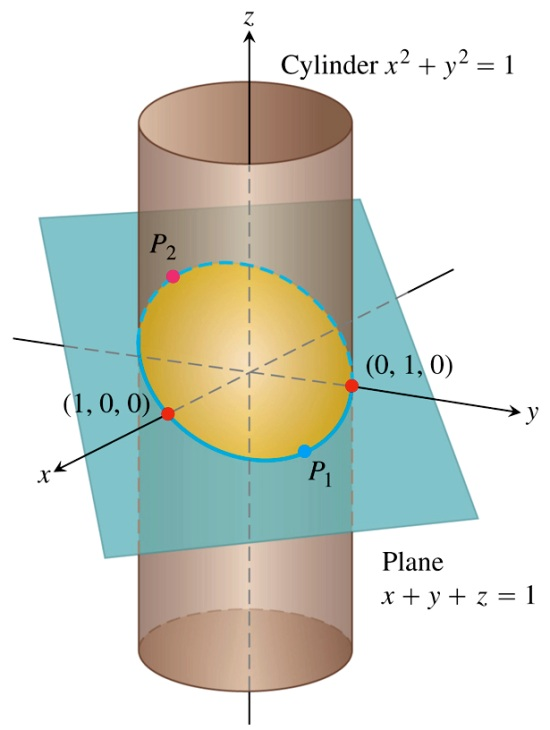 z
Cylinder x² + y² = 1
P₂
(0, 1, 0)
(1, 0, 0)
y
x
P₁
Plane
x + y + z = 1